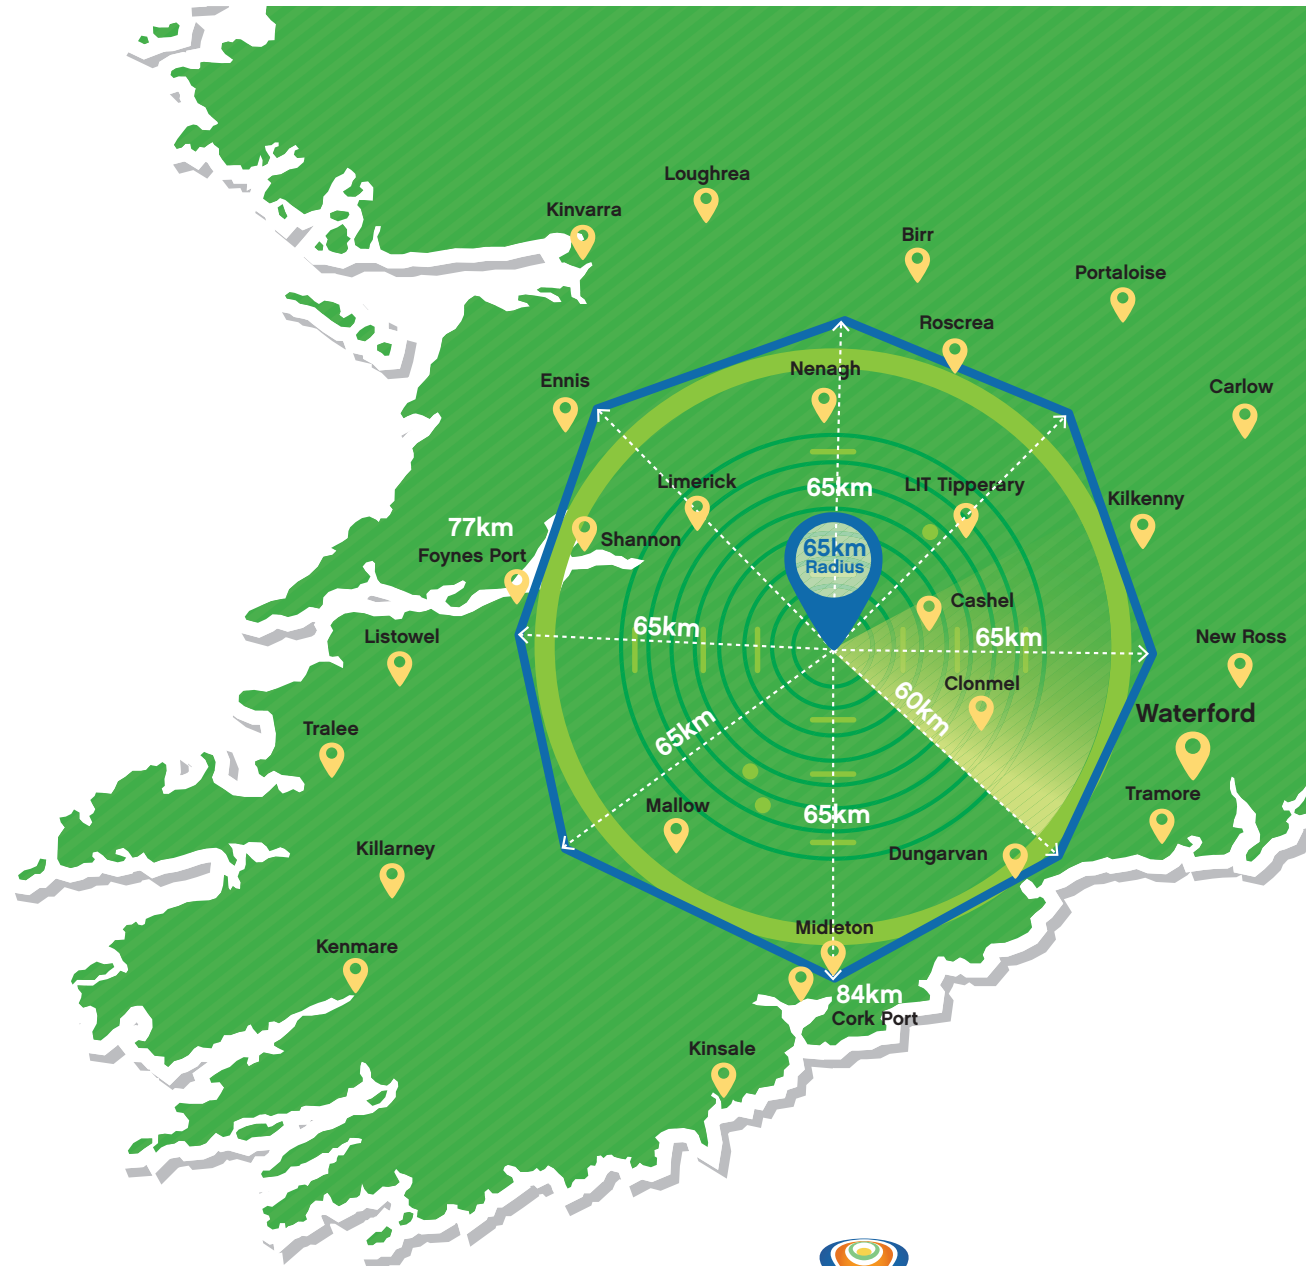 Loughrea
Kinvarra
Birr
Portaloise
Roscrea
Nenagh
Ennis
Carlow
Limerick
65km
LIT Tipperary
Kilkenny
77km
Shannon
Foynes Port
65km
Radius
Cashel
Listowel
65km
65km
New Ross
Clonmel
60km
Waterford
Tralee
65km
Tramore
Mallow
65km
Killarney
Dungarvan
Midleton
Kenmare
84km
Cork Port
Kinsale